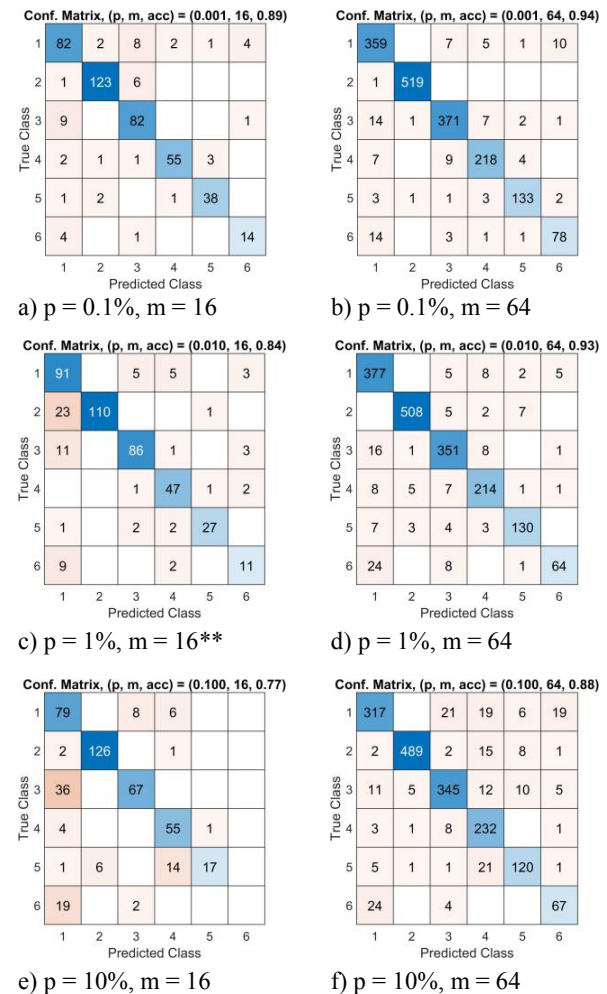 Conf. Matrix, (p, m, acc) = (0.001, 16, 0.89)
1 82 2 8 2 1 4
2 1 123 6
3 9 82 1
4 2 1 1 55 3
5 1 2 1 38
6 4 1 14
True Class
1 2 3 4 5 6
Predicted Class
a) p = 0.1%, m = 16
Conf. Matrix, (p, m, acc) = (0.001, 64, 0.94)
1 359 7 5 1 10
2 1 519
3 14 1 371 7 2 1
4 7 9 218 4
5 3 1 1 3 133 2
6 14 3 1 1 78
True Class
1 2 3 4 5 6
Predicted Class
b) p = 0.1%, m = 64
Conf. Matrix, (p, m, acc) = (0.010, 16, 0.84)
1 91 5 5 3
2 23 110 1
3 11 86 1 3
4 1 47 1 2
5 1 2 2 27
6 9 2 11
True Class
1 2 3 4 5 6
Predicted Class
c) p = 1%, m = 16**
Conf. Matrix, (p, m, acc) = (0.010, 64, 0.93)
1 377 5 8 2 5
2 508 5 2 7
3 16 1 351 8 1
4 8 5 7 214 1 1
5 7 3 4 3 130
6 24 8 1 64
True Class
1 2 3 4 5 6
Predicted Class
d) p = 1%, m = 64
Conf. Matrix, (p, m, acc) = (0.100, 16, 0.77)
1 79 8 6
2 2 126 1
3 36 67
4 4 55 1
5 1 6 14 17
6 19 2
True Class
1 2 3 4 5 6
Predicted Class
e) p = 10%, m = 16
Conf. Matrix, (p, m, acc) = (0.100, 64, 0.88)
1 317 21 19 6 19
2 2 489 2 15 8 1
3 11 5 345 12 10 5
4 3 1 8 232 1
5 5 1 1 21 120 1
6 24 4 67
True Class
1 2 3 4 5 6
Predicted Class
f) p = 10%, m = 64